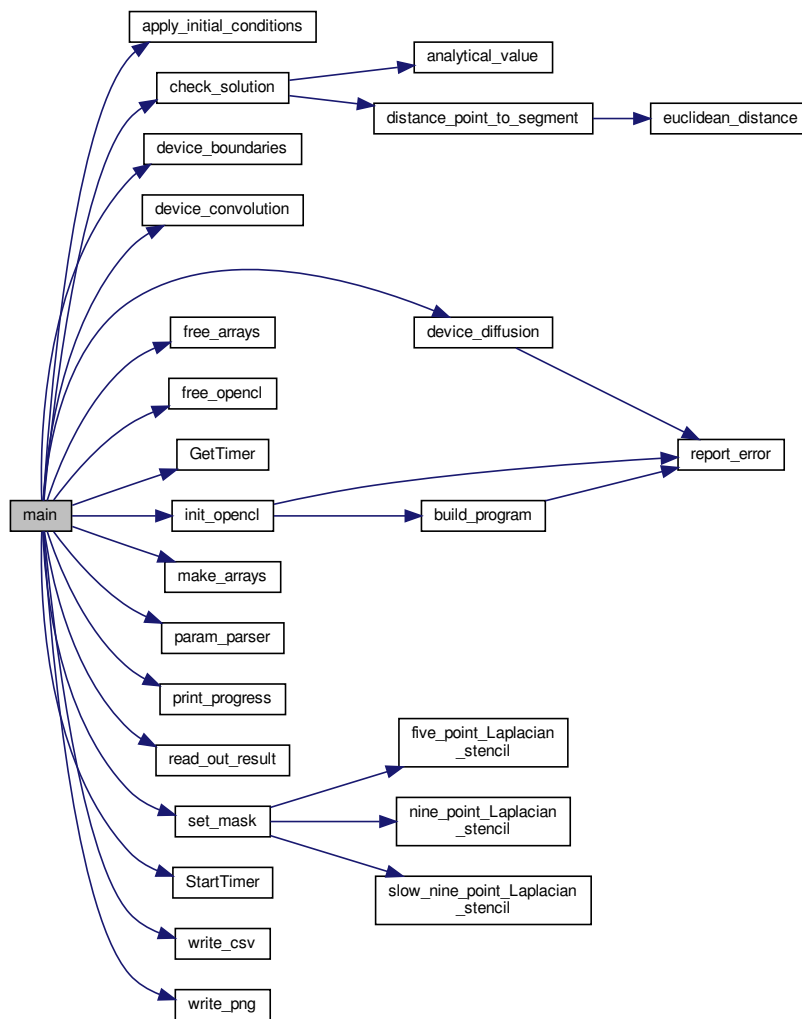 apply_initial_conditions
analytical_value
check_solution
distance_point_to_segment
euclidean_distance
device_boundaries
device_convolution
free_arrays
device_diffusion
free_opencl
GetTimer
report_error
main
init_opencl
build_program
make_arrays
param_parser
print_progress
read_out_result
five_point_Laplacian
_stencil
set_mask
nine_point_Laplacian
_stencil
StartTimer
slow_nine_point_Laplacian
_stencil
write_csv
write_png